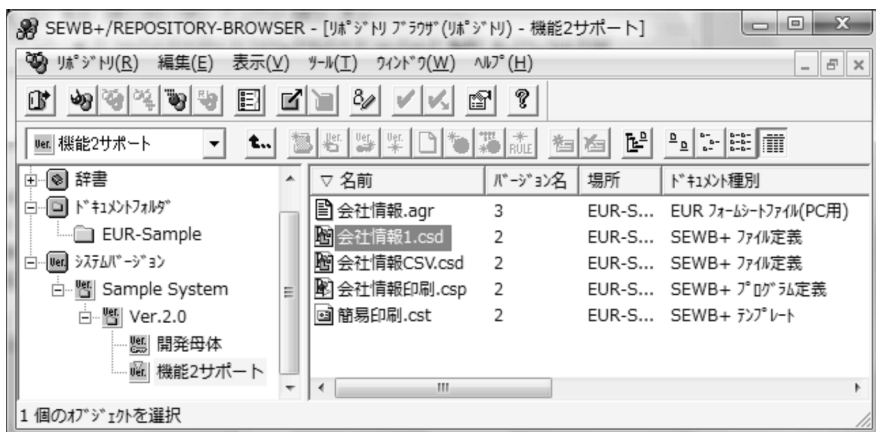 SEWB+/REPOSITORY-BROWSER - [ﾘﾎﾟｼﾞﾄﾘ ﾌﾞﾗｳｻﾞ(ﾘﾎﾟｼﾞﾄﾘ) - 機能2サポート]
ﾘﾎﾟｼﾞﾄﾘ(R) 編集(E) 表示(V) ﾂｰﾙ(T) ｳｨﾝﾄﾞｳ(W) ﾍﾙﾌﾟ(H)
Ver. 機能2サポート
辞書
ﾄﾞｷｭﾒﾝﾄﾌｫﾙﾀﾞ
EUR-Sample
ｼｽﾃﾑﾊﾞｰｼﾞｮﾝ
Sample System
Ver.2.0
開発母体
機能2サポート
▽ 名前 ﾊﾞｰｼﾞｮﾝ名 場所 ﾄﾞｷｭﾒﾝﾄ種別
会社情報.agr 3 EUR-S... EUR ﾌｫｰﾑｼｰﾄﾌｧｲﾙ(PC用)
会社情報1.csd 2 EUR-S... SEWB+ ﾌｧｲﾙ定義
会社情報CSV.csd 2 EUR-S... SEWB+ ﾌｧｲﾙ定義
会社情報印刷.csp 2 EUR-S... SEWB+ ﾌﾟﾛｸﾞﾗﾑ定義
簡易印刷.cst 2 EUR-S... SEWB+ ﾃﾝﾌﾟﾚｰﾄ
1 個のｵﾌﾞｼﾞｪｸﾄを選択